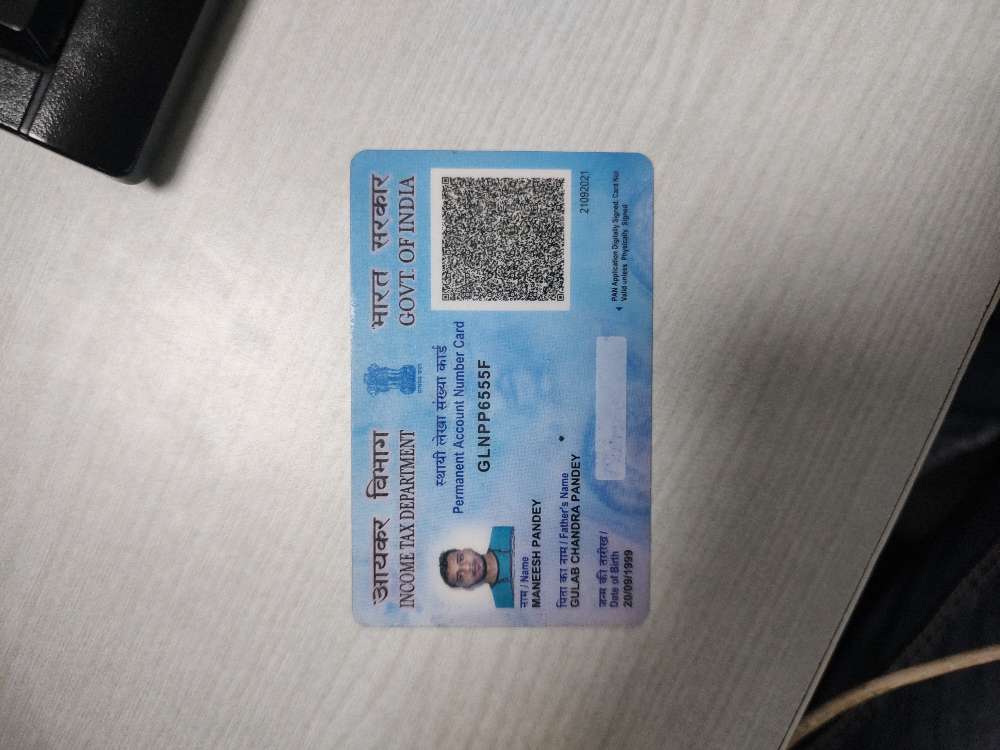 आयकर विभाग
INCOME TAX DEPARTMENT
भारत सरकार
GOVT. OF INDIA
स्थायी लेखा संख्या कार्ड
Permanent Account Number Card
GLNPP6555F
नाम / Name
MANEESH PANDEY
पिता का नाम / Father's Name
GULAB CHANDRA PANDEY
जन्म की तारीख /
Date of Birth
20/09/1999
21092021
PAN Application Digitally Signed, Card Not
Valid unless Physically Signed